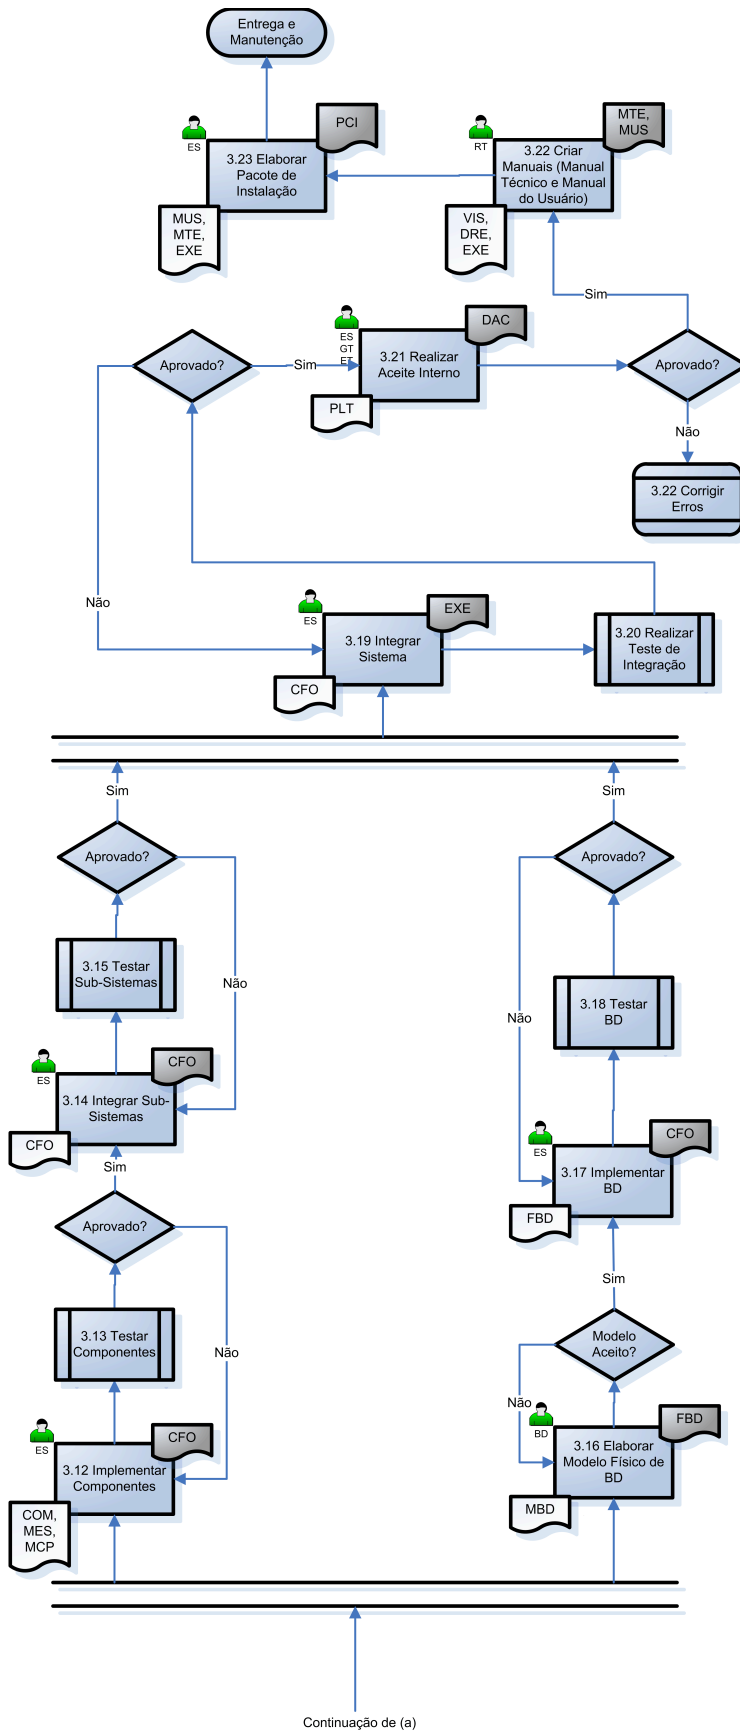 Entrega e
Manutenção
ES
PCI
3.23 Elaborar
Pacote de
Instalação
MUS,
MTE,
EXE
RT
MTE,
MUS
3.22 Criar
Manuais (Manual
Técnico e Manual
do Usuário)
VIS,
DRE,
EXE
Sim
Aprovado?
Sim
ES
GT
ET
DAC
3.21 Realizar
Aceite Interno
PLT
Aprovado?
Não
3.22 Corrigir
Erros
Não
ES
EXE
3.19 Integrar
Sistema
CFO
3.20 Realizar
Teste de
Integração
Sim
Sim
Aprovado?
Aprovado?
3.15 Testar
Sub-Sistemas
Não
3.18 Testar
BD
Não
ES
CFO
3.14 Integrar Sub-
Sistemas
CFO
Sim
ES
CFO
3.17 Implementar
BD
FBD
Aprovado?
Sim
3.13 Testar
Componentes
Não
Modelo
Aceito?
Não
ES
CFO
3.12 Implementar
Componentes
COM,
MES,
MCP
BD
FBD
3.16 Elaborar
Modelo Físico de
BD
MBD
Continuação de (a)